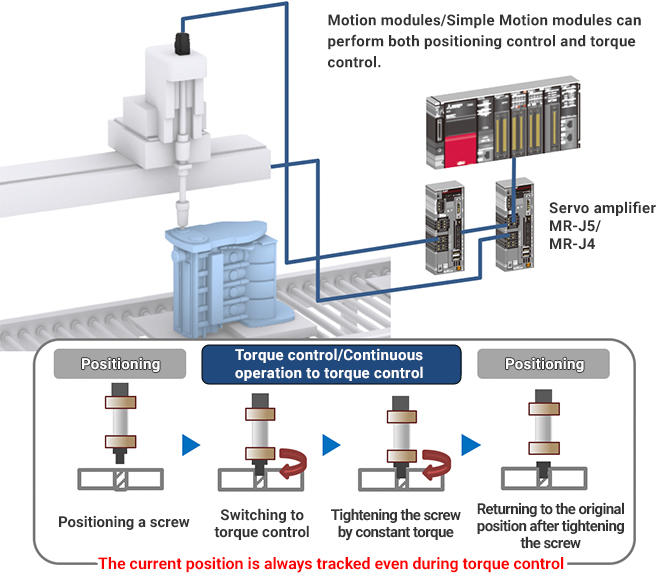 Motion modules/Simple Motion modules can
perform both positioning control and torque
control.
Servo amplifier
MR-J5/
MR-J4
Positioning
Torque control/Continuous
operation to torque control
Positioning
Positioning a screw
Switching to
torque control
Tightening the screw
by constant torque
Returning to the original
position after tightening
the screw
The current position is always tracked even during torque control